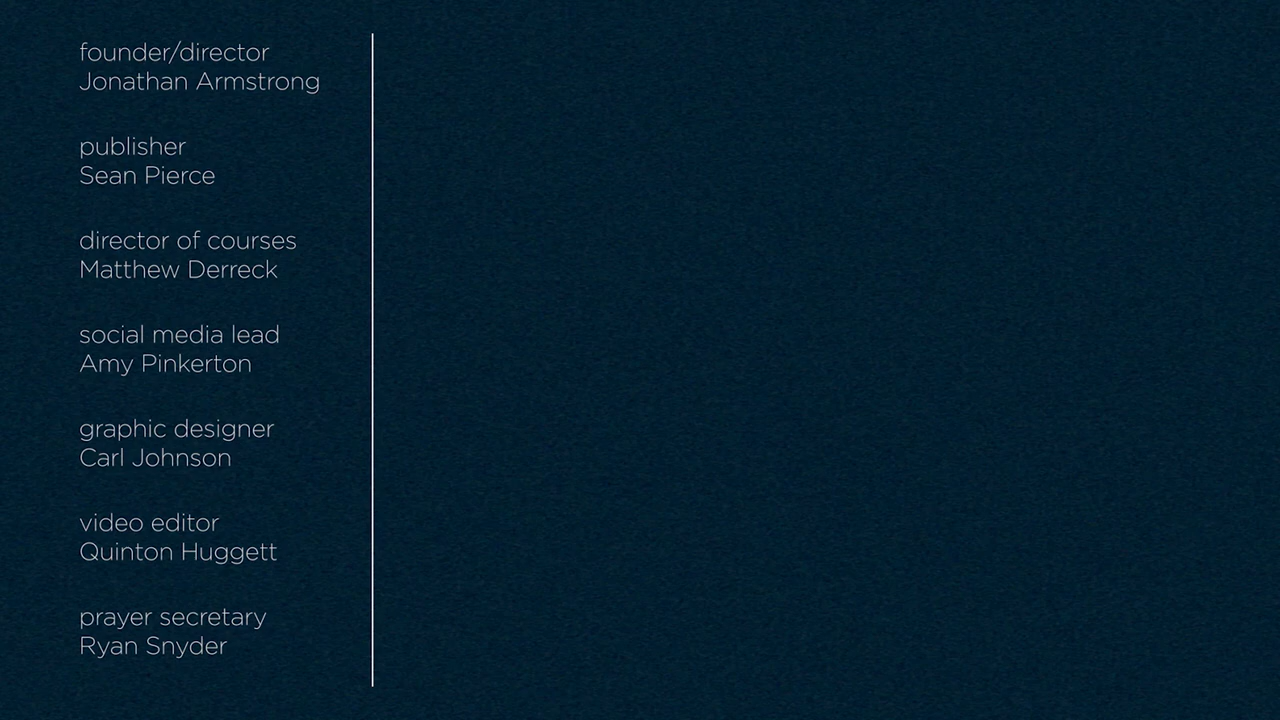 founder/director
Jonathan Armstrong
publisher
Sean Pierce
director of courses
Matthew Derreck
social media lead
Amy Pinkerton
graphic designer
Carl Johnson
video editor
Quinton Huggett
prayer secretary
Ryan Snyder